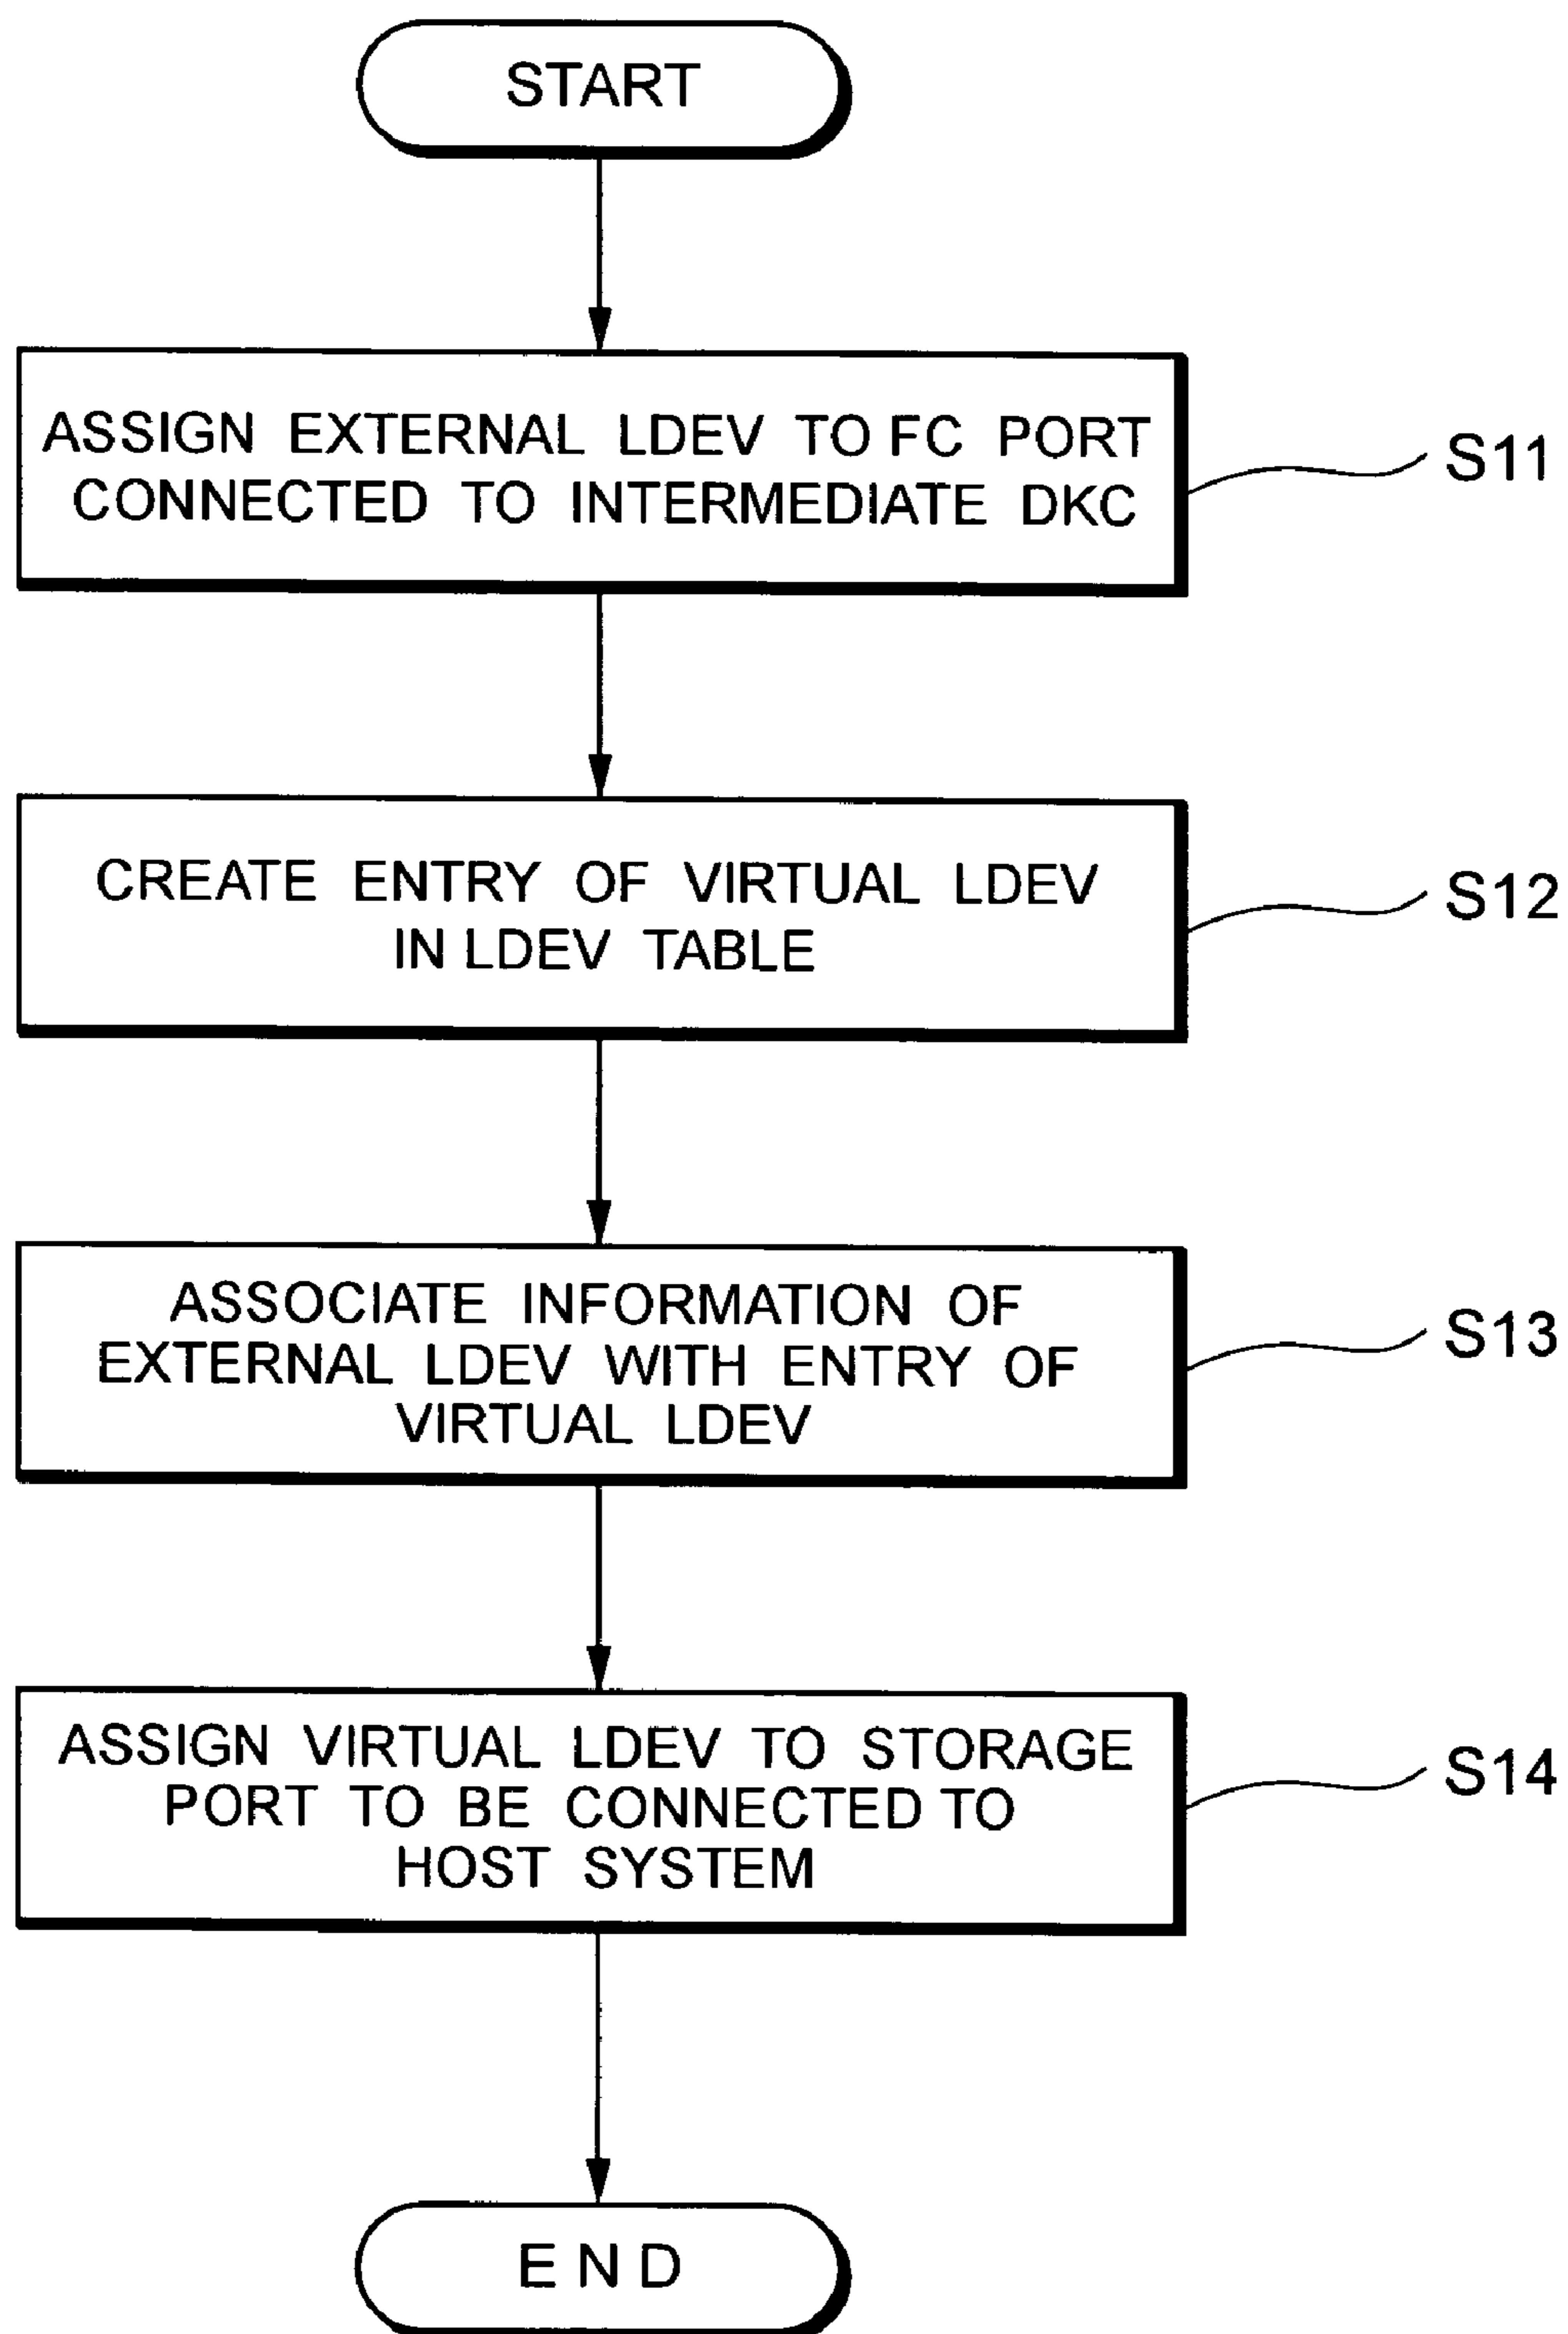 START
ASSIGN EXTERNAL LDEV TO FC PORT
CONNECTED TO INTERMEDIATE DKC
S11
CREATE ENTRY OF VIRTUAL LDEV
IN LDEV TABLE
S12
ASSOCIATE INFORMATION OF
EXTERNAL LDEV WITH ENTRY OF
VIRTUAL LDEV
S13
ASSIGN VIRTUAL LDEV TO STORAGE
PORT TO BE CONNECTED TO
HOST SYSTEM
S14
END